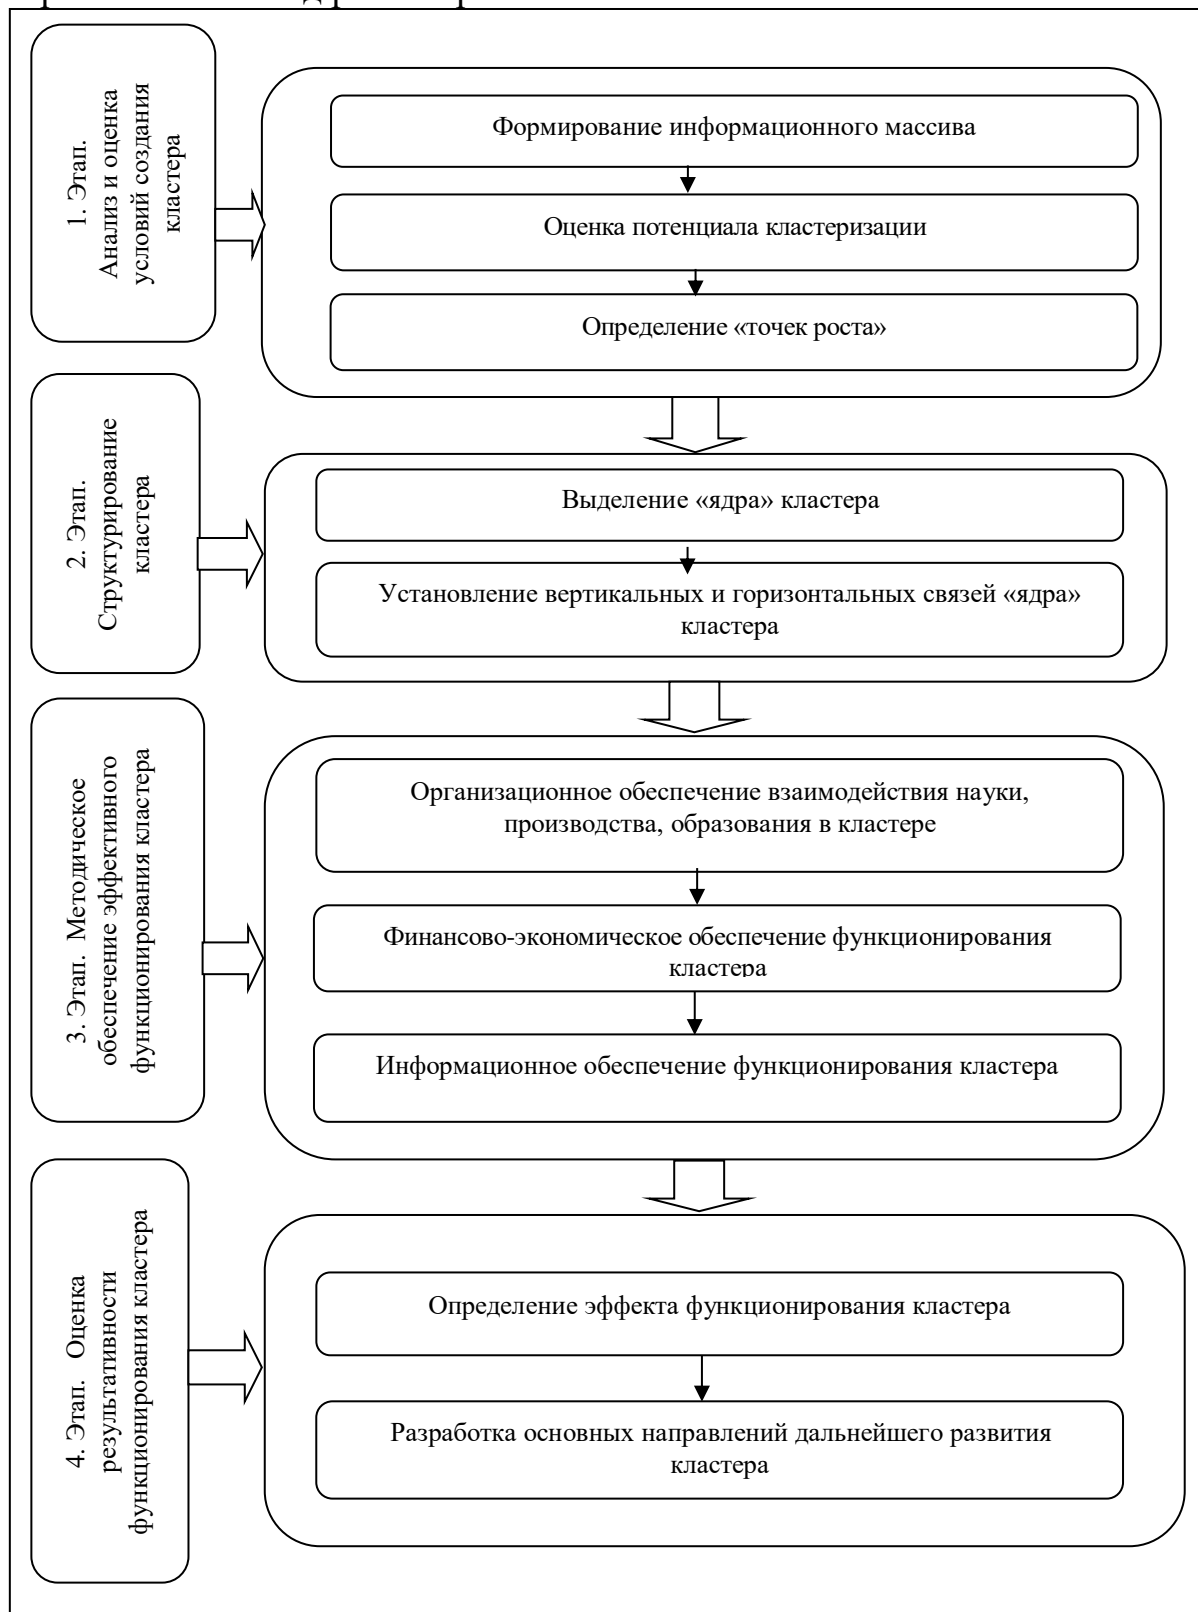 1. Этап.
Анализ и оценка
условий создания
кластера
Формирование информационного массива
Оценка потенциала кластеризации
Определение «точек роста»
2. Этап.
Структурирование
кластера
Выделение «ядра» кластера
Установление вертикальных и горизонтальных связей «ядра»
кластера
3. Этап. Методическое
обеспечение эффективного
функционирования кластера
Организационное обеспечение взаимодействия науки,
производства, образования в кластере
Финансово-экономическое обеспечение функционирования
кластера
Информационное обеспечение функционирования кластера
4. Этап. Оценка
результативности
функционирования кластера
Определение эффекта функционирования кластера
Разработка основных направлений дальнейшего развития
кластера